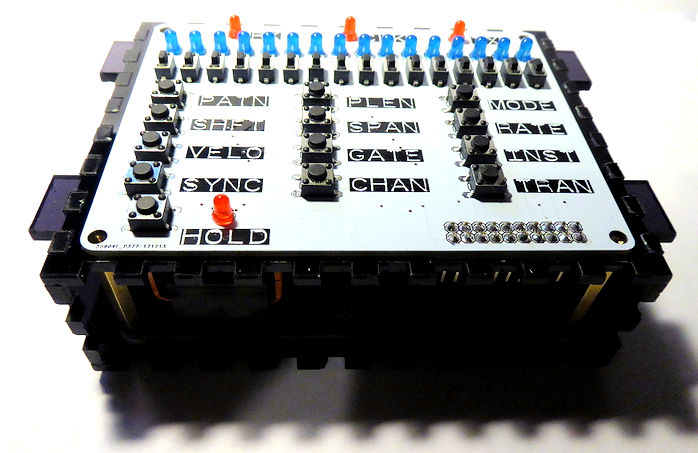 PATN PLEN MODE
SHFT SPAN RATE
VELO GATE INST
SYNC CHAN TRAN
HOLD